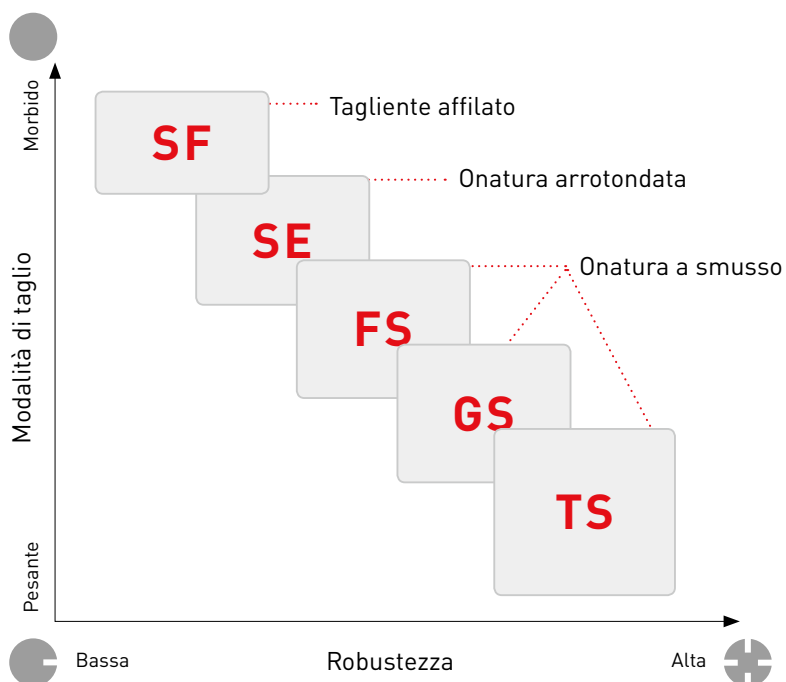 Morbido
SF
Tagliente affilato
Onatura arrotondata
SE
Modalità di taglio
Onatura a smusso
FS
GS
TS
Pesante
Bassa
Robustezza
Alta